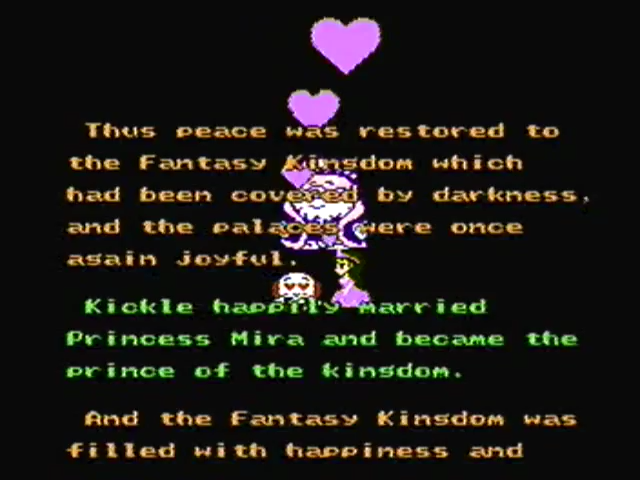 Thus peace was restored to
the Fantasy Kingdom which
had been covered by darkness,
and the palaces were once
again joyful.
Kickle happily married
Princess Mira and became the
prince of the kingdom.
And the Fantasy Kingdom was
filled with happiness and